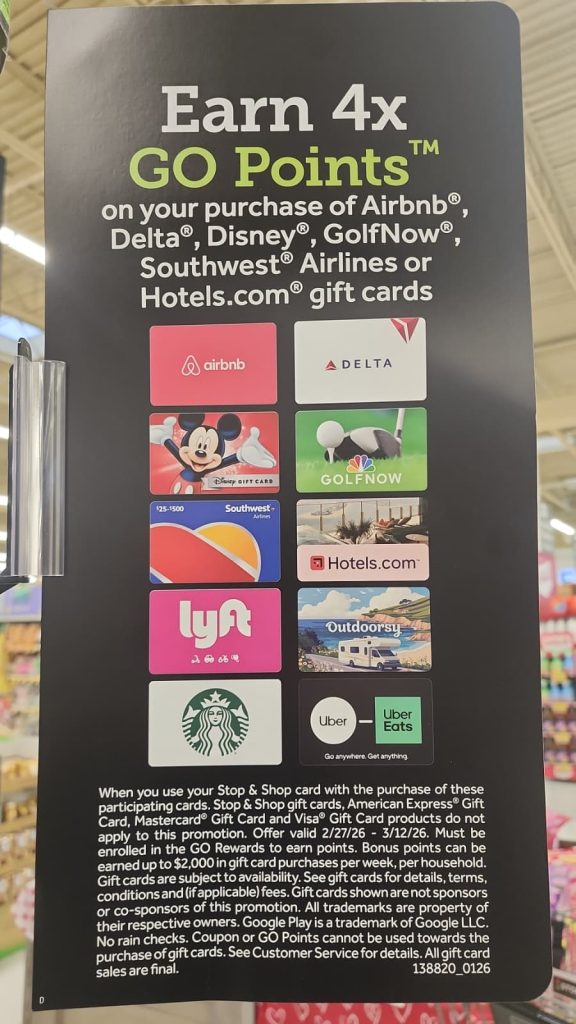 Earn 4x
GO Points™
on your purchase of Airbnb®,
Delta®, Disney®, GolfNow®,
Southwest® Airlines or
Hotels.com® gift cards
airbnb
DELTA
Disney GIFT CARD
GOLFNOW
$25-$500
Southwest
Airlines
Hotels.com™
lyft
Outdoorsy
Uber
Uber
Eats
Go anywhere. Get anything.
When you use your Stop & Shop card with the purchase of these
participating cards. Stop & Shop gift cards, American Express® Gift
Card, Mastercard® Gift Card and Visa® Gift Card products do not
apply to this promotion. Offer valid 2/27/26 - 3/12/26. Must be
enrolled in the GO Rewards to earn points. Bonus points can be
earned up to $2,000 in gift card purchases per week, per household.
Gift cards are subject to availability. See gift cards for details, terms,
conditions and (if applicable) fees. Gift cards shown are not sponsors
or co-sponsors of this promotion. All trademarks are property of
their respective owners. Google Play is a trademark of Google LLC.
No rain checks. Coupon or GO Points cannot be used towards the
purchase of gift cards. See Customer Service for details. All gift card
sales are final. 138820_0126
D